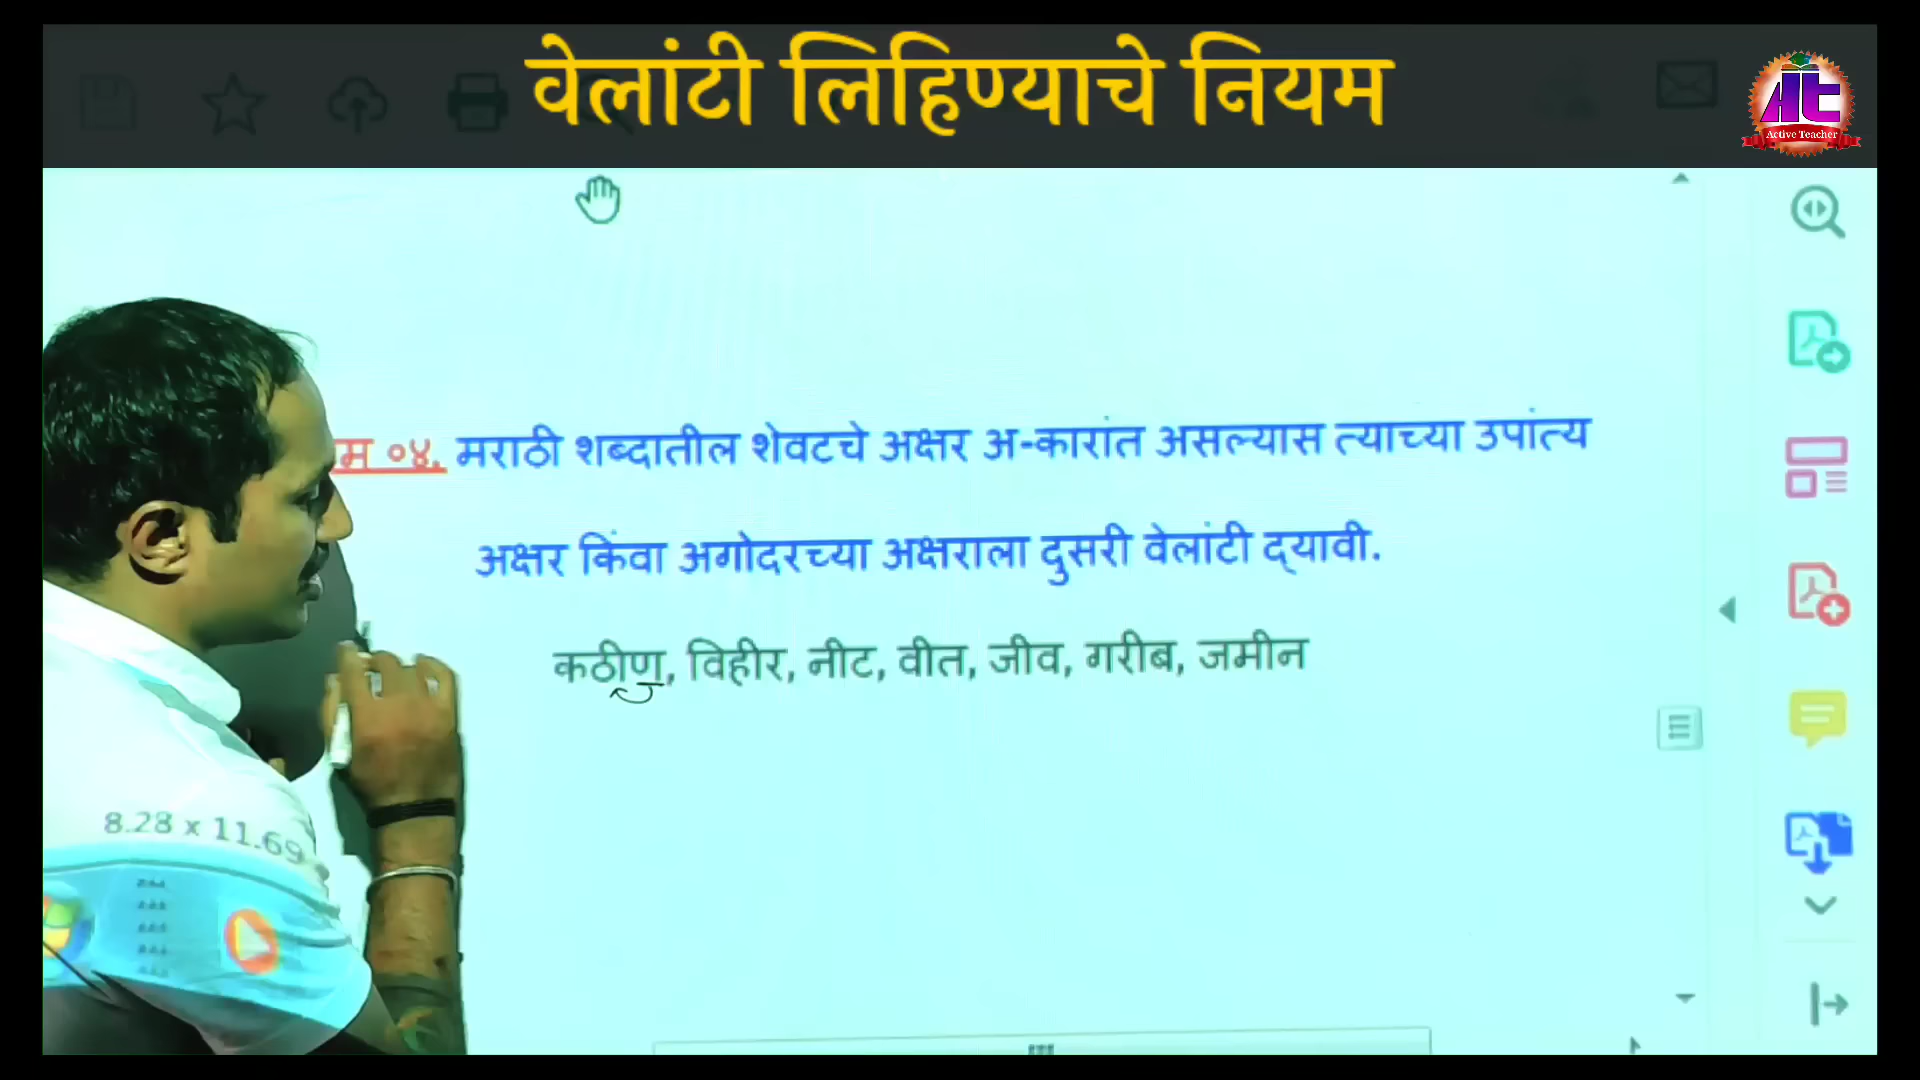 वेलांटी लिहिण्याचे नियम
Active Teacher
०४. मराठी शब्दातील शेवटचे अक्षर अ-कारांत असल्यास त्याच्या उपांत्य
अक्षर किंवा अगोदरच्या अक्षराला दुसरी वेलांटी द्यावी.
कठीण, विहीर, नीट, वीत, जीव, गरीब, जमीन
8.28 x 11.69